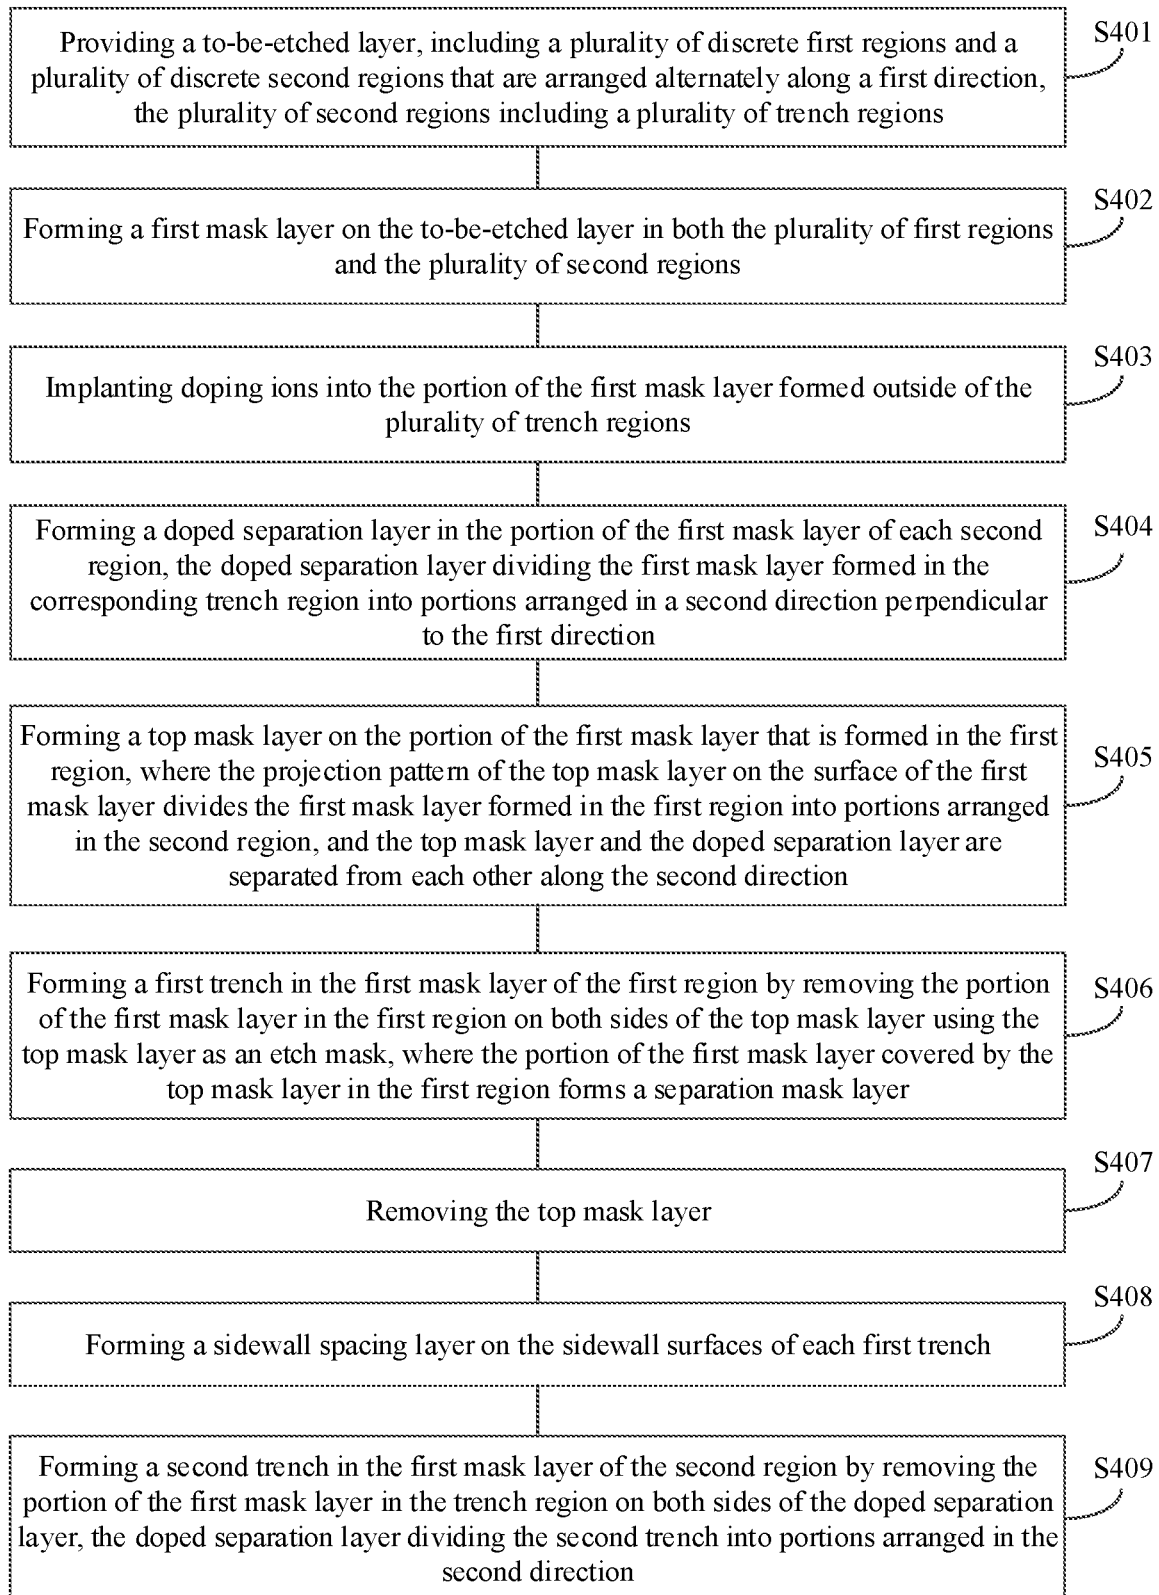 Providing a to-be-etched layer, including a plurality of discrete first regions and a
plurality of discrete second regions that are arranged alternately along a first direction,
the plurality of second regions including a plurality of trench regions
S401
Forming a first mask layer on the to-be-etched layer in both the plurality of first regions
and the plurality of second regions
S402
Implanting doping ions into the portion of the first mask layer formed outside of the
plurality of trench regions
S403
Forming a doped separation layer in the portion of the first mask layer of each second
region, the doped separation layer dividing the first mask layer formed in the
corresponding trench region into portions arranged in a second direction perpendicular
to the first direction
S404
Forming a top mask layer on the portion of the first mask layer that is formed in the first
region, where the projection pattern of the top mask layer on the surface of the first
mask layer divides the first mask layer formed in the first region into portions arranged
in the second region, and the top mask layer and the doped separation layer are
separated from each other along the second direction
S405
Forming a first trench in the first mask layer of the first region by removing the portion
of the first mask layer in the first region on both sides of the top mask layer using the
top mask layer as an etch mask, where the portion of the first mask layer covered by the
top mask layer in the first region forms a separation mask layer
S406
Removing the top mask layer
S407
Forming a sidewall spacing layer on the sidewall surfaces of each first trench
S408
Forming a second trench in the first mask layer of the second region by removing the
portion of the first mask layer in the trench region on both sides of the doped separation
layer, the doped separation layer dividing the second trench into portions arranged in the
second direction
S409